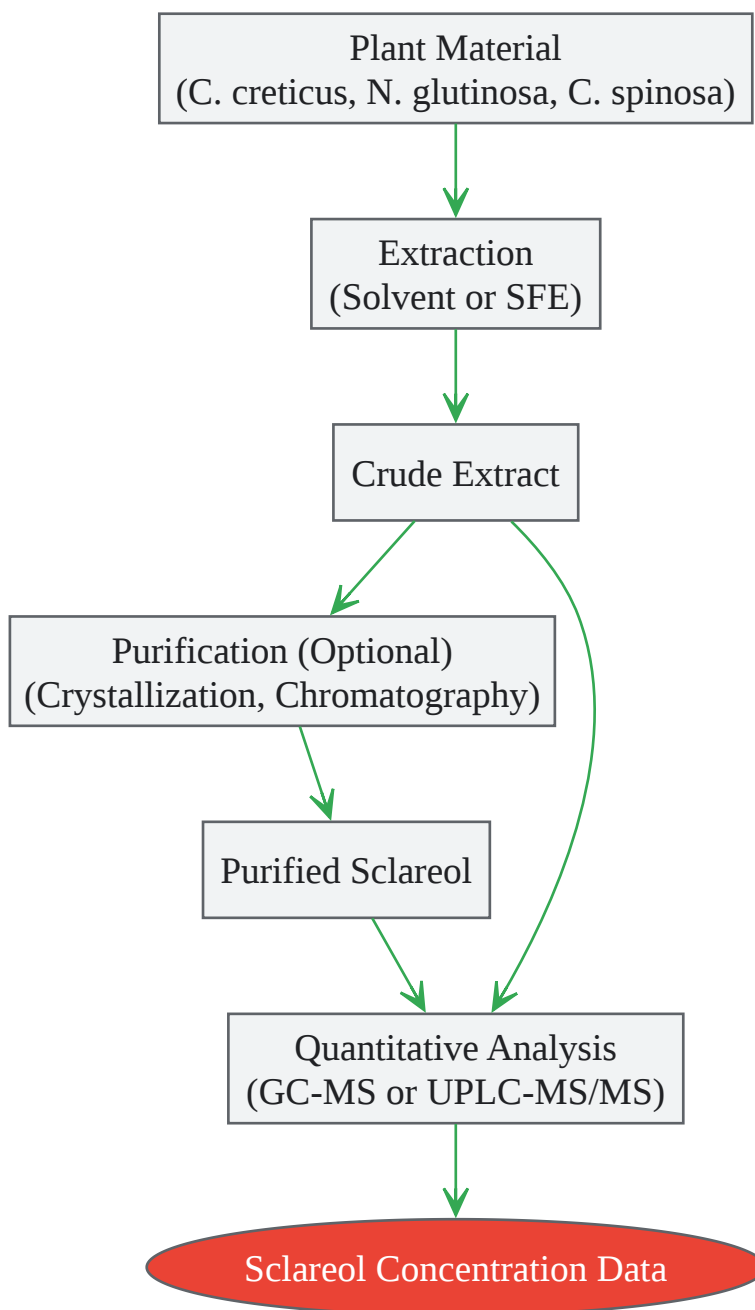 Plant Material
(C. creticus, N. glutinosa, C. spinosa)
Extraction
(Solvent or SFE)
Crude Extract
Purification (Optional)
(Crystallization, Chromatography)
Purified Sclareol
Quantitative Analysis
(GC-MS or UPLC-MS/MS)
Sclareol Concentration Data